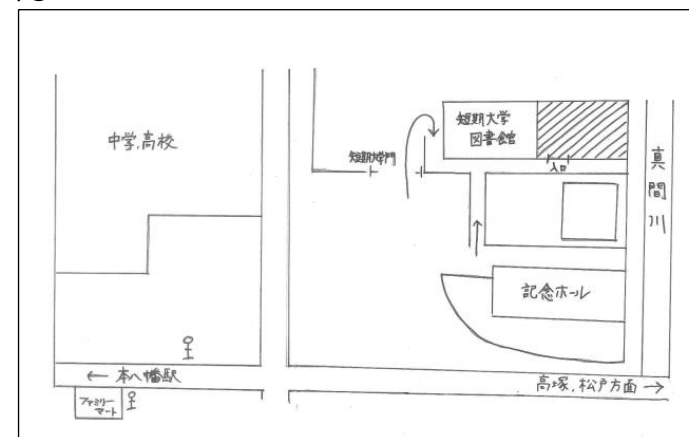 中学,高校
短期大学
図書館
短期大学門
入口
真間川
記念ホール
← 本八幡駅
高塚,松戸方面 →
ファミリー
マート